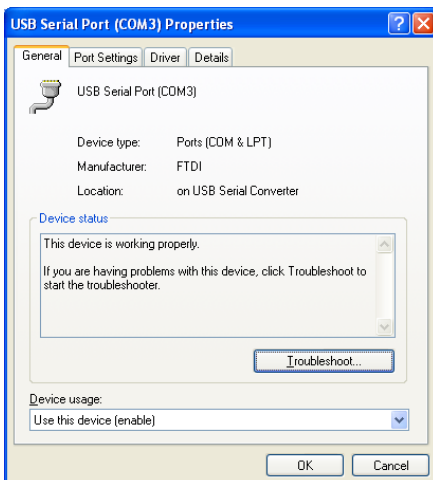 USB Serial Port (COM3) Properties
General Port Settings Driver Details
USB Serial Port (COM3)
Device type: Ports (COM & LPT)
Manufacturer: FTDI
Location: on USB Serial Converter
Device status
This device is working properly.
If you are having problems with this device, click Troubleshoot to
start the troubleshooter.
Troubleshoot...
Device usage:
Use this device (enable)
OK Cancel